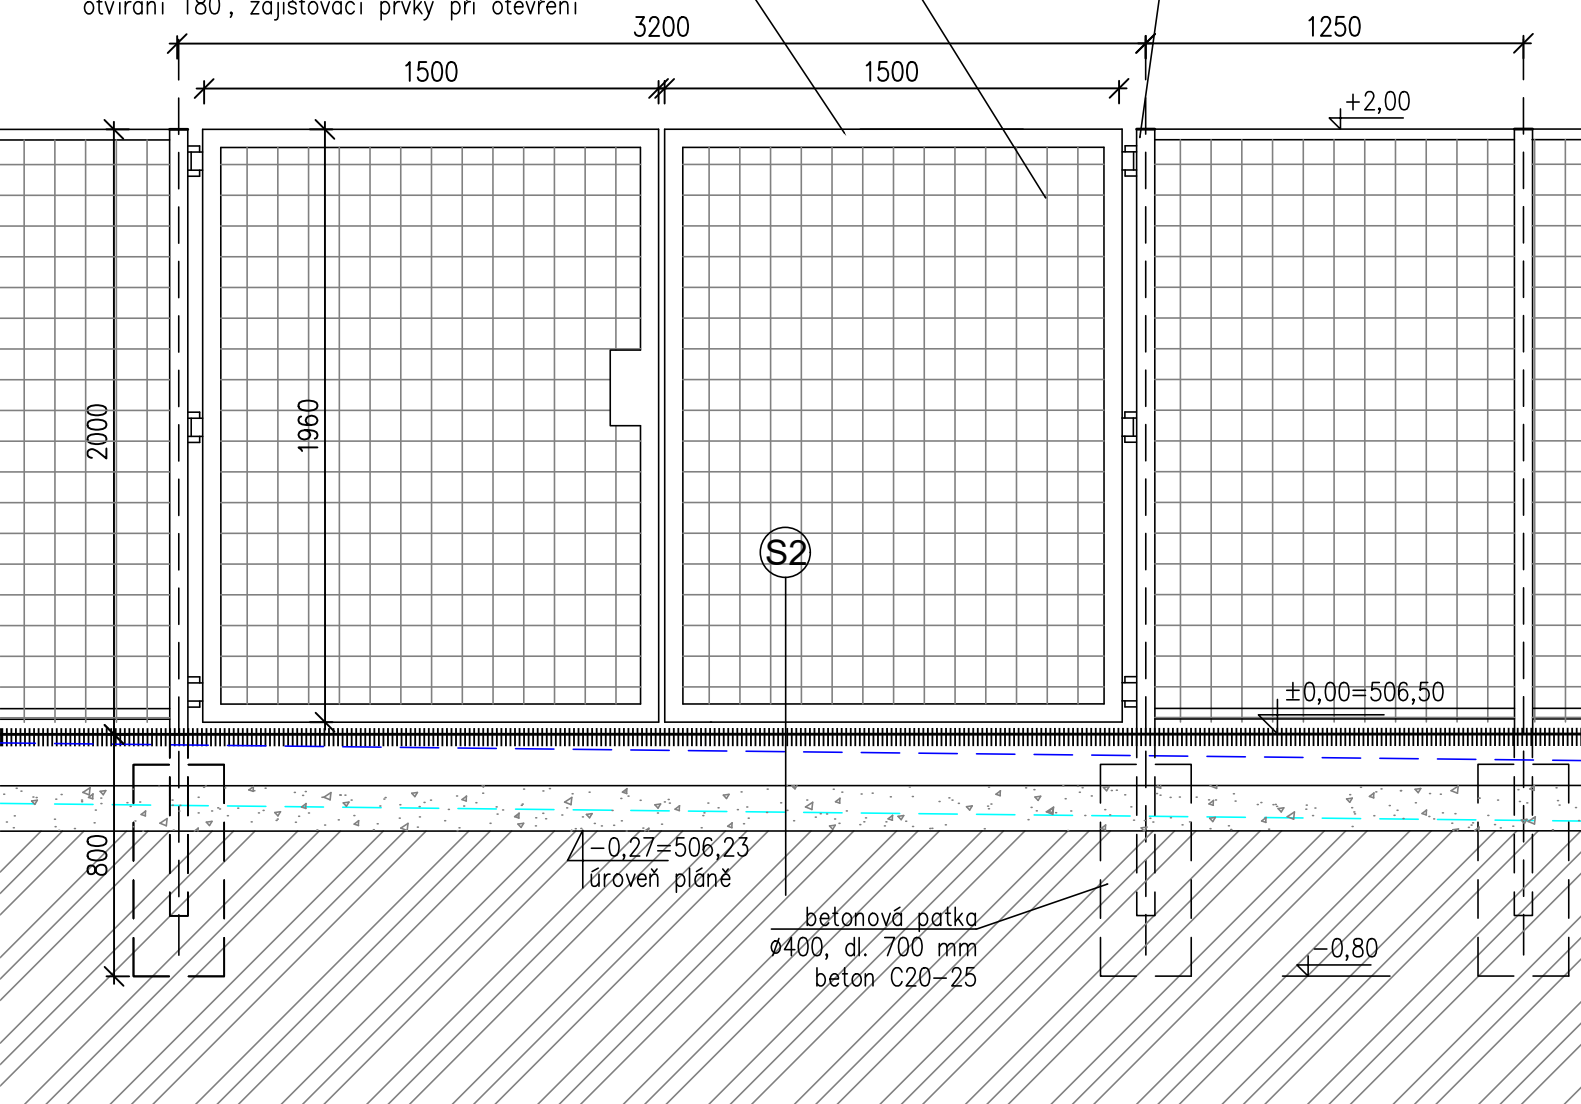 otvírání 180°, zajišťovací prvky při otevření
3200
1250
1500
1500
+2,00
2000
1960
S2
±0,00=506,50
800
-0,27=506,23
úroveň pláně
betonová patka
ø400, dl. 700 mm
beton C20-25
-0,80